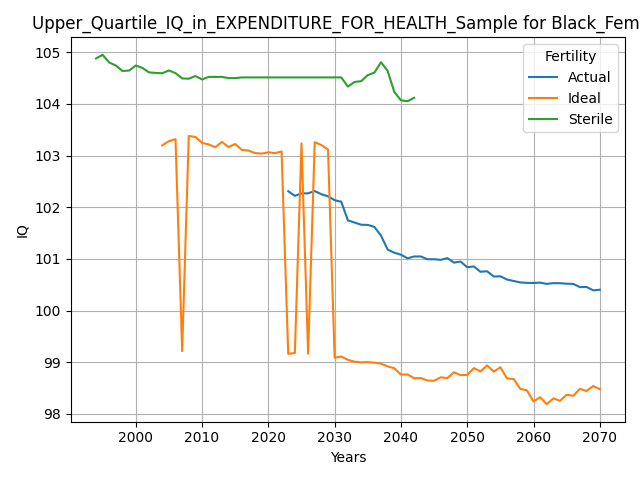 Upper_Quartile_IQ_in_EXPENDITURE_FOR_HEALTH_Sample for Black_Fem
Fertility
Actual
Ideal
Sterile
IQ
105
104
103
102
101
100
99
98
2000 2010 2020 2030 2040 2050 2060 2070
Years